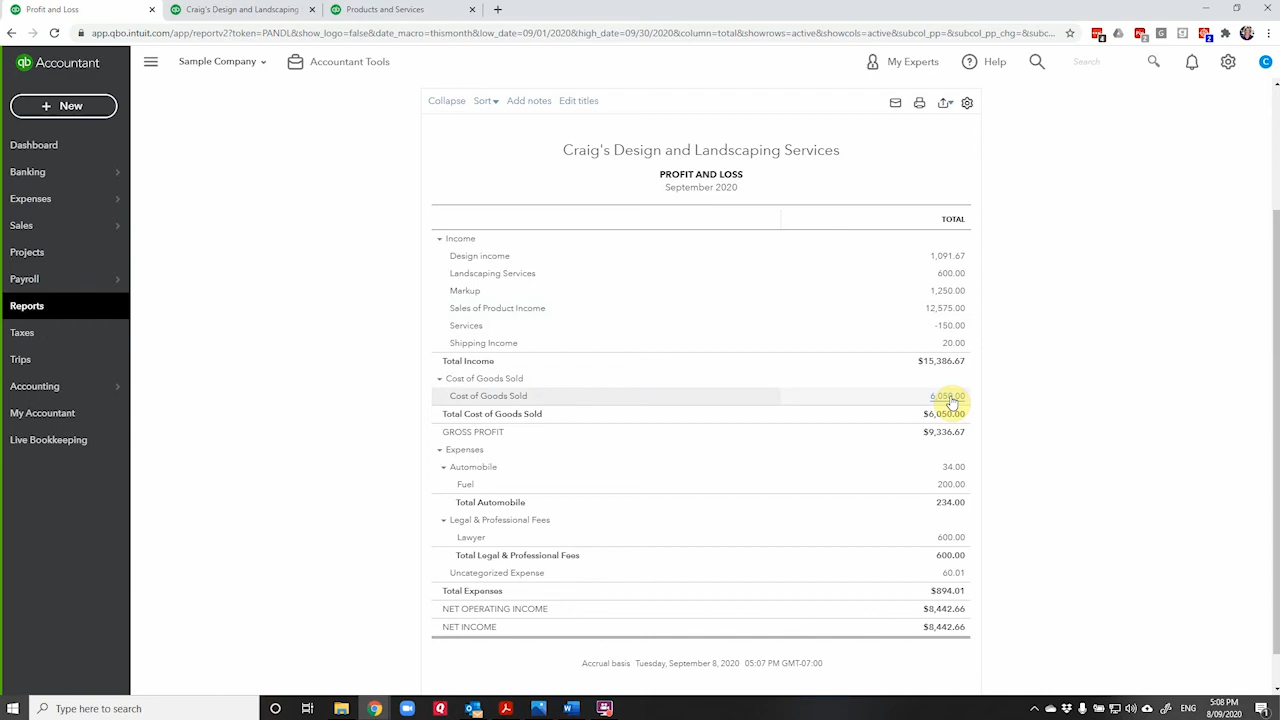 Profit and Loss
Craig's Design and Landscaping
Products and Services
app.qbo.intuit.com/app/reportv2?token=PANDL&show_logo=false&date_macro=thismonth&low_date=09/01/2020&high_date=09/30/2020&column=total&showrows=active&showcols=active&subcol_pp=&subcol_pp_chg=&subc...
qb Accountant
Sample Company
Accountant Tools
My Experts
Help
Search
C
+ New
Dashboard
Banking
Expenses
Sales
Projects
Payroll
Reports
Taxes
Trips
Accounting
My Accountant
Live Bookkeeping
Collapse Sort Add notes Edit titles
Craig's Design and Landscaping Services
PROFIT AND LOSS
September 2020
TOTAL
Income
Design income 1,091.67
Landscaping Services 600.00
Markup 1,250.00
Sales of Product Income 12,575.00
Services -150.00
Shipping Income 20.00
Total Income $15,386.67
Cost of Goods Sold
Cost of Goods Sold 6,050.00
Total Cost of Goods Sold $6,050.00
GROSS PROFIT $9,336.67
Expenses
Automobile 34.00
Fuel 200.00
Total Automobile 234.00
Legal & Professional Fees
Lawyer 600.00
Total Legal & Professional Fees 600.00
Uncategorized Expense 60.01
Total Expenses $894.01
NET OPERATING INCOME $8,442.66
NET INCOME $8,442.66
Accrual basis Tuesday, September 8, 2020 05:07 PM GMT-07:00
Type here to search
5:08 PM
8/09/2020